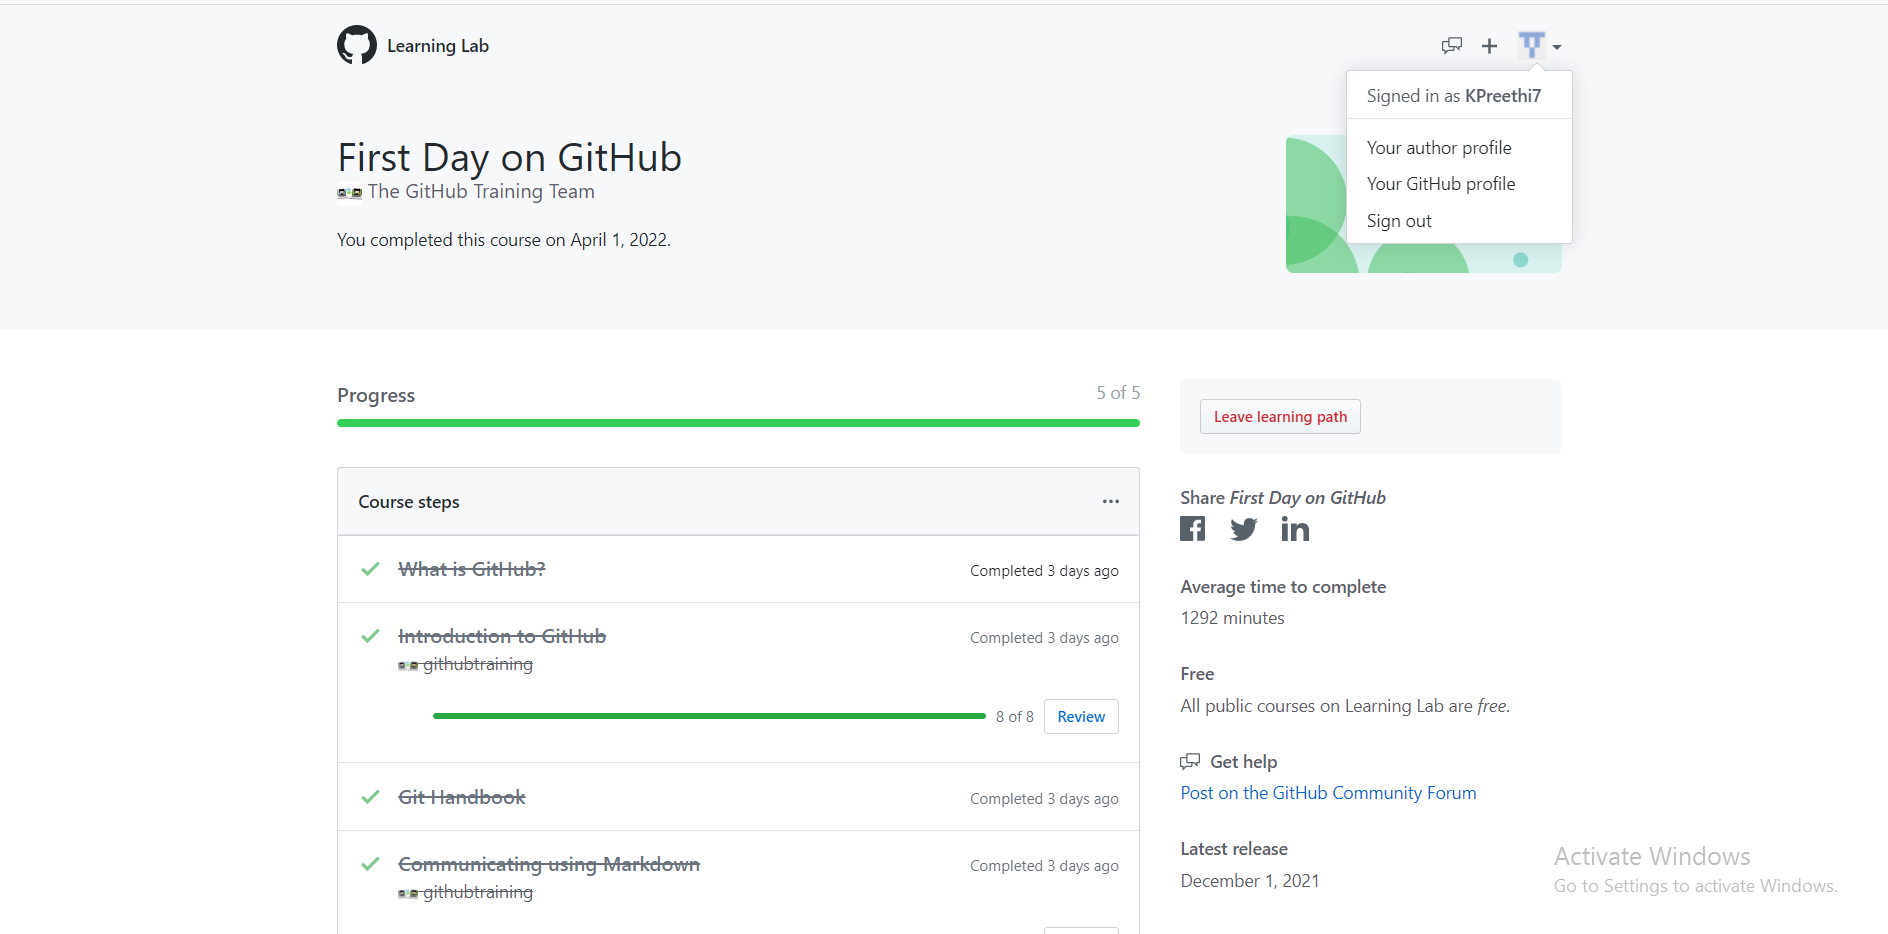 Learning Lab
Signed in as KPreethi7
Your author profile
Your GitHub profile
Sign out
First Day on GitHub
The GitHub Training Team
You completed this course on April 1, 2022.
Progress
5 of 5
Course steps
What is GitHub?
Completed 3 days ago
Introduction to GitHub
Completed 3 days ago
githubtraining
8 of 8
Review
Git Handbook
Completed 3 days ago
Communicating using Markdown
Completed 3 days ago
githubtraining
Leave learning path
Share First Day on GitHub
Average time to complete
1292 minutes
Free
All public courses on Learning Lab are free.
Get help
Post on the GitHub Community Forum
Latest release
December 1, 2021
Activate Windows
Go to Settings to activate Windows.